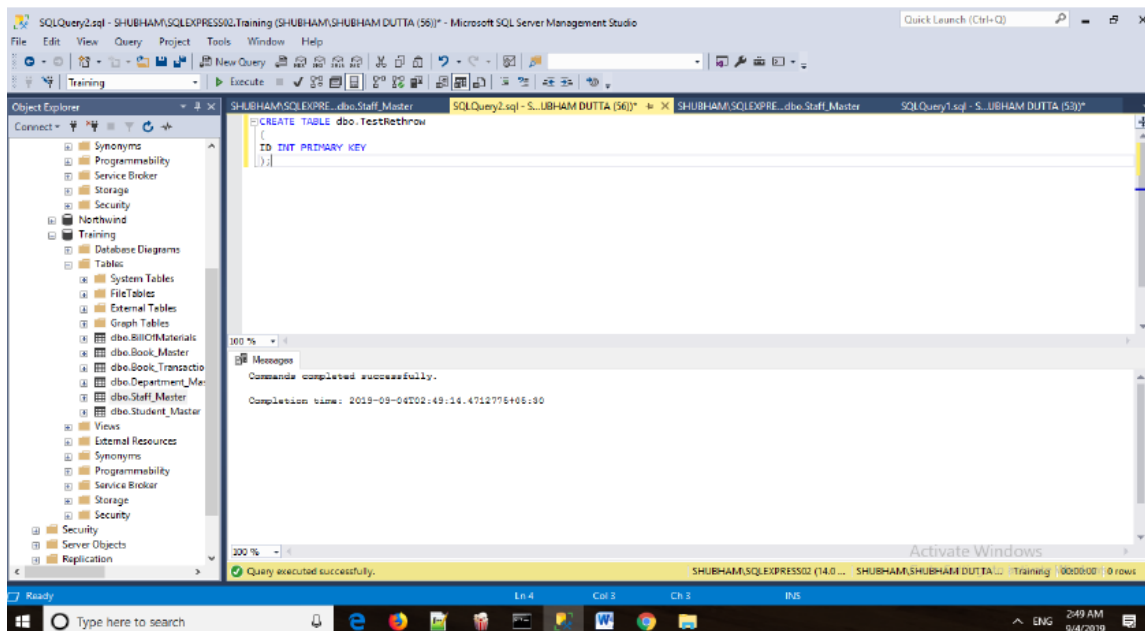 SQLQuery2.sql - SHUBHAM\SQLEXPRESS02.Training (SHUBHAM\SHUBHAM DUTTA (56))* - Microsoft SQL Server Management Studio
Quick Launch (Ctrl+Q)
File Edit View Query Project Tools Window Help
New Query
Training
Execute
Object Explorer
SHUBHAM\SQLEXPRE...dbo.Staff_Master
SQLQuery2.sql - S...UBHAM DUTTA (56))*
SHUBHAM\SQLEXPRE...dbo.Staff_Master
SQLQuery1.sql - S...UBHAM DUTTA (53))*
Connect
Synonyms
Programmability
Service Broker
Storage
Security
Northwind
Training
Database Diagrams
Tables
System Tables
FileTables
External Tables
Graph Tables
dbo.BillOfMaterials
dbo.Book_Master
dbo.Book_Transactio
dbo.Department_Mas
dbo.Staff_Master
dbo.Student_Master
Views
External Resources
Synonyms
Programmability
Service Broker
Storage
Security
Security
Server Objects
Replication
CREATE TABLE dbo.TestRethrow
(
ID INT PRIMARY KEY
);
100 %
Messages
Commands completed successfully.
Completion time: 2019-09-04T02:49:14.4712775+05:30
100 %
Activate Windows
Query executed successfully.
SHUBHAM\SQLEXPRESS02 (14.0 ... SHUBHAM\SHUBHAM DUTTA ... Training 00:00:00 0 rows
Ready
Ln 4
Col 3
Ch 3
INS
Type here to search
ENG
2:49 AM
9/4/2019